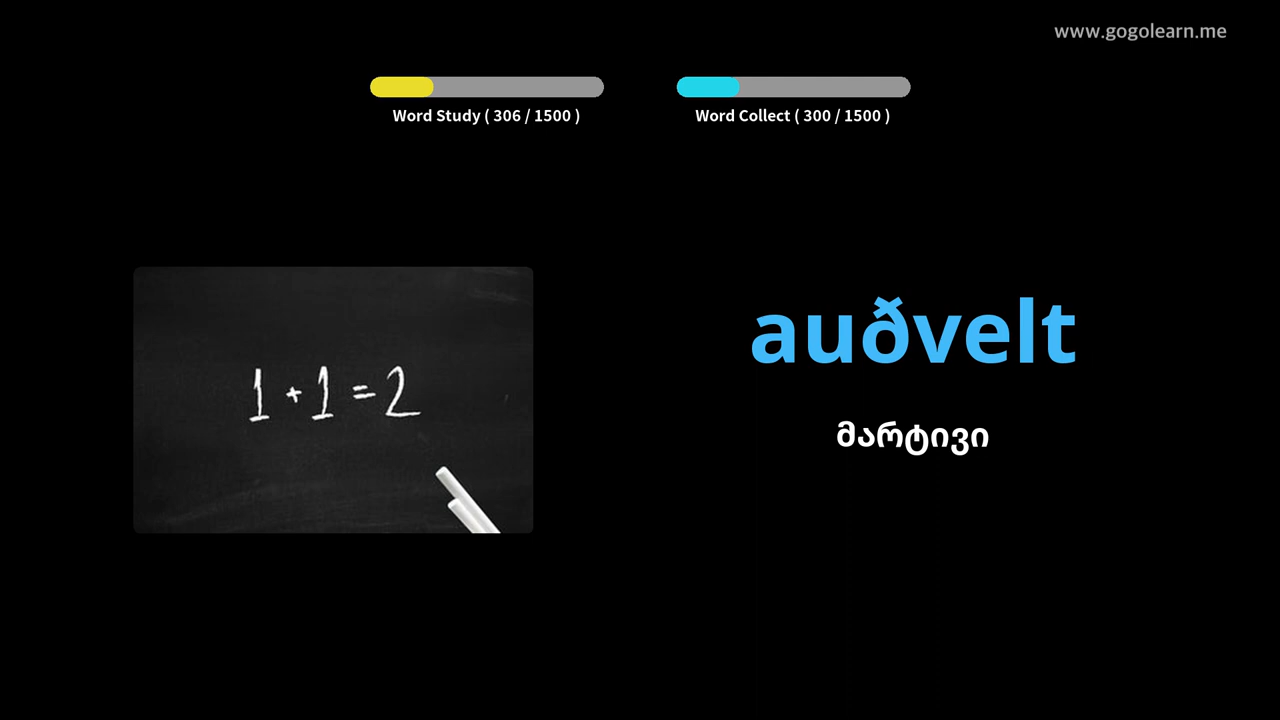 www.gogolearn.me
Word Study ( 306 / 1500 )
Word Collect ( 300 / 1500 )
1 + 1 = 2
auðvelt
მარტივი